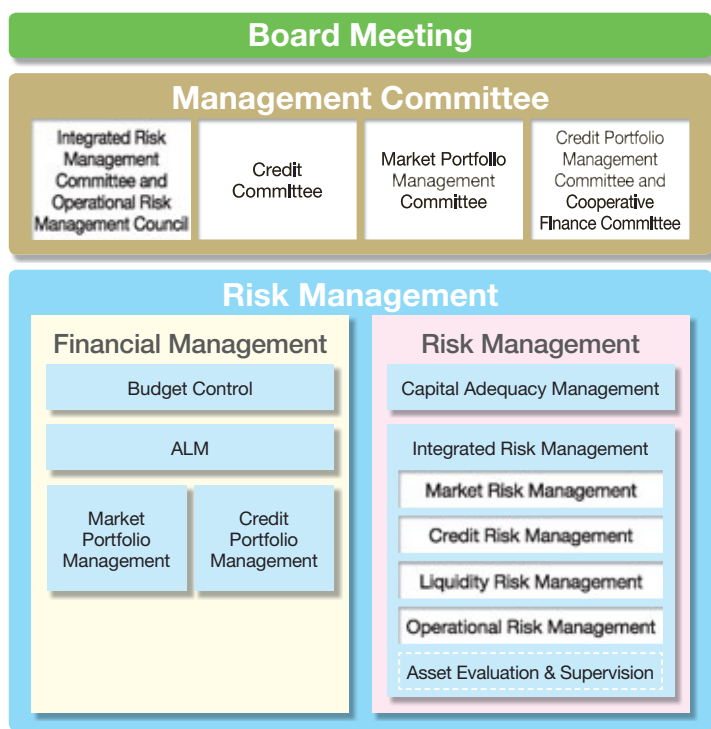 Board Meeting
Management Committee
Integrated Risk
Management
Committee and
Operational Risk
Management Council
Credit
Committee
Market Portfolio
Management
Committee
Credit Portfolio
Management
Committee and
Cooperative
Finance Committee
Risk Management
Financial Management
Budget Control
ALM
Market
Portfolio
Management
Credit
Portfolio
Management
Risk Management
Capital Adequacy Management
Integrated Risk Management
Market Risk Management
Credit Risk Management
Liquidity Risk Management
Operational Risk Management
Asset Evaluation & Supervision